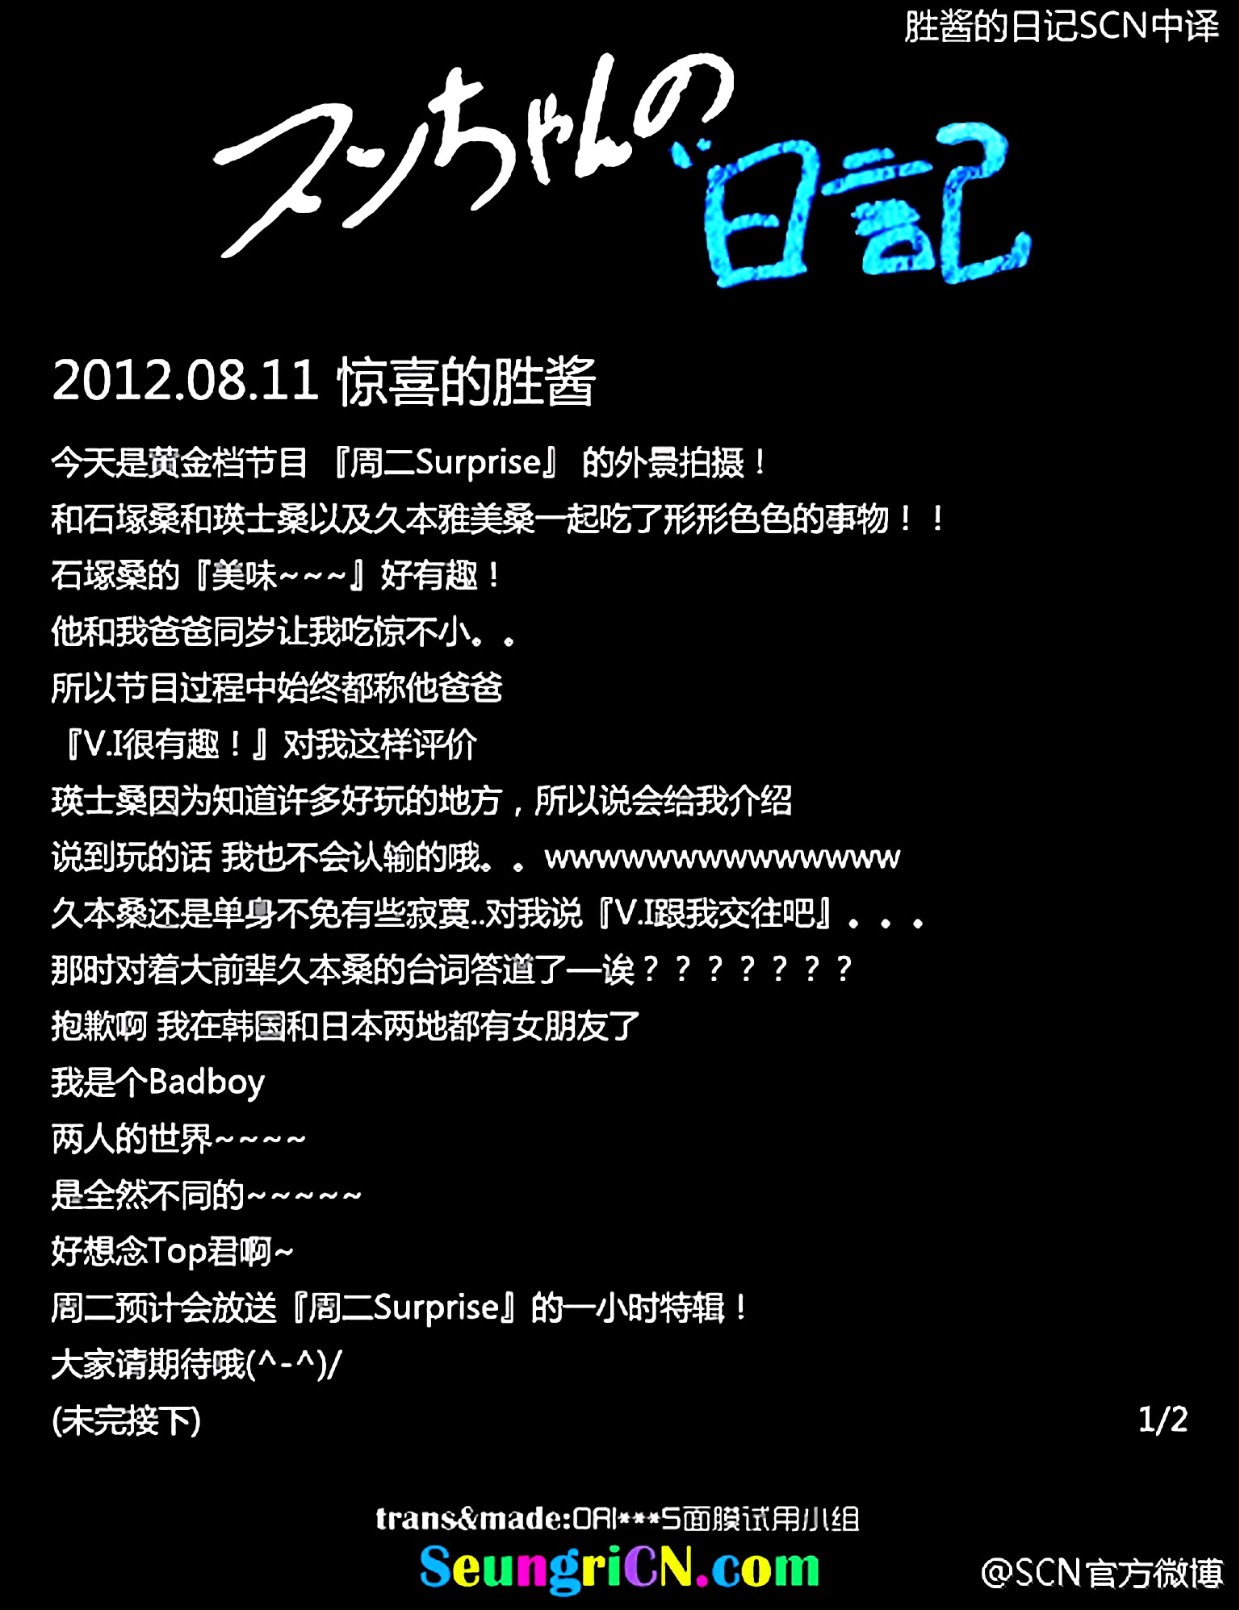 胜酱的日记SCN中译
スンちゃんの
日記
2012.08.11 惊喜的胜酱
今天是黄金档节目 『周二Surprise』 的外景拍摄！
和石塚桑和瑛士桑以及久本雅美桑一起吃了形形色色的事物！！
石塚桑的『美味~~~』好有趣！
他和我爸爸同岁让我吃惊不小。。
所以节目过程中始终都称他爸爸
『V.I很有趣！』对我这样评价
瑛士桑因为知道许多好玩的地方，所以说会给我介绍
说到玩的话 我也不会认输的哦。。wwwwwwwwwwwwww
久本桑还是单身不免有些寂寞..对我说『V.I跟我交往吧』。。。
那时对着大前辈久本桑的台词答道了—诶？？？？？？？
抱歉啊 我在韩国和日本两地都有女朋友了
我是个Badboy
两人的世界~~~~
是全然不同的~~~~~
好想念Top君啊~
周二预计会放送『周二Surprise』的一小时特辑！
大家请期待哦(^-^)/
(未完接下)
1/2
trans&made:ORI***S面膜试用小组
SeungriCN.com
@SCN官方微博